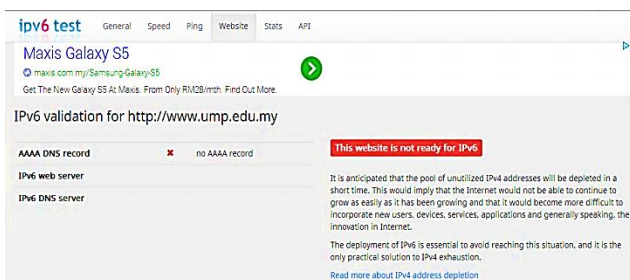 ipv6 test General Speed Ping Website Stats API
Maxis Galaxy S5
maxis.com.my/Samsung-Galaxy-S5
Get The New Galaxy S5 At Maxis. From Only RM28/mth. Find Out More.
IPv6 validation for http://www.ump.edu.my
AAAA DNS record no AAAA record
IPv6 web server
IPv6 DNS server
This website is not ready for IPv6
It is anticipated that the pool of unutilized IPv4 addresses will be depleted in a
short time. This would imply that the Internet would not be able to continue to
grow as easily as it has been growing and that it would become more difficult to
incorporate new users, devices, services, applications and generally speaking, the
innovation in Internet.
The deployment of IPv6 is essential to avoid reaching this situation, and it is the
only practical solution to IPv4 exhaustion.
Read more about IPv4 address depletion